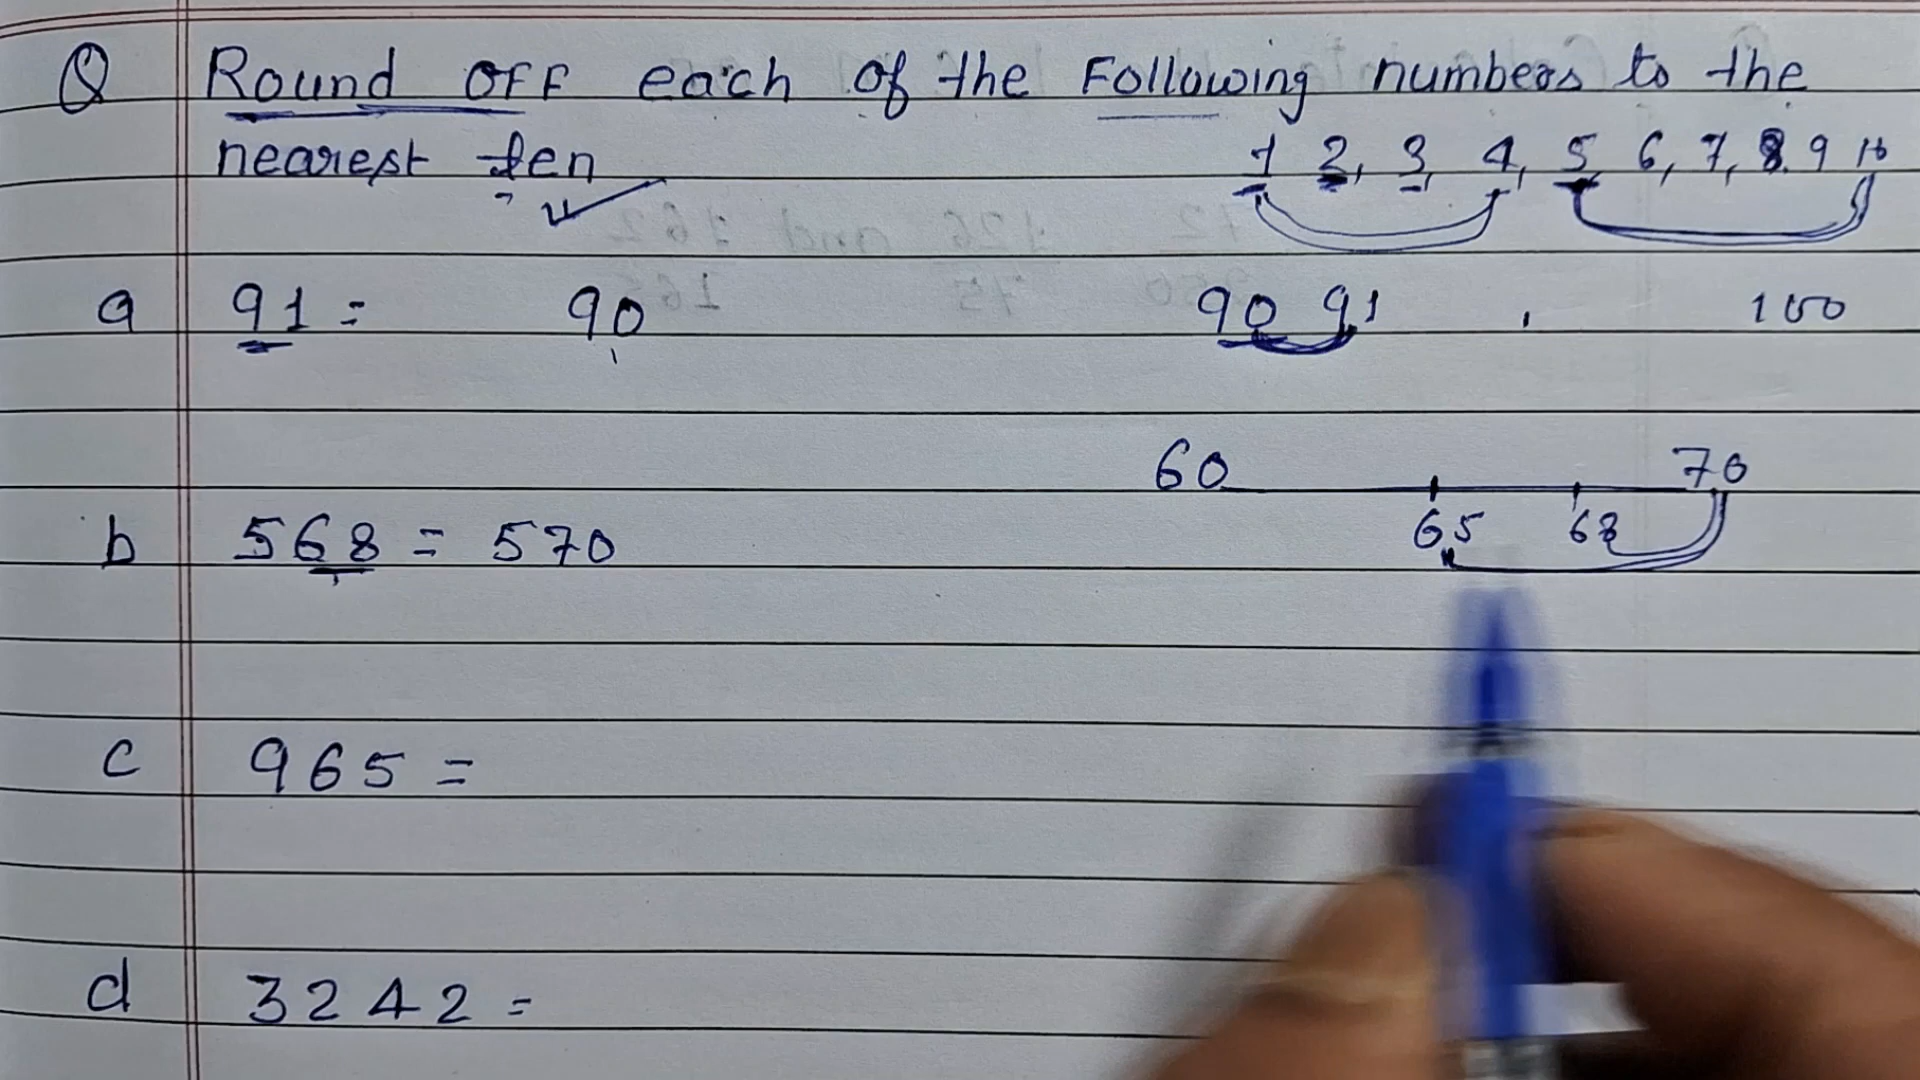 Q Round off each of the Following numbers to the
nearest ten
1 2, 3, 4, 5, 6, 7, 8. 9 10
a 91 = 90 90 91 100
60 70
65 68
b 568 = 570
c 965 =
d 3242 =